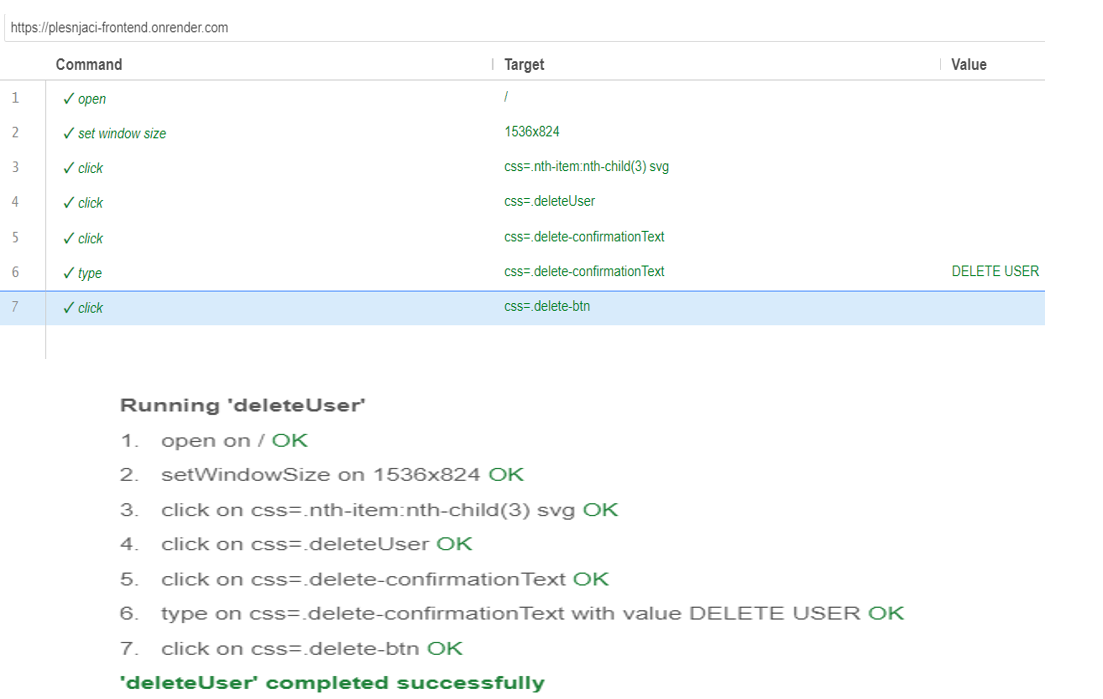 https://plesnjaci-frontend.onrender.com
Command Target Value
1 ✓ open /
2 ✓ set window size 1536x824
3 ✓ click css=.nth-item:nth-child(3) svg
4 ✓ click css=.deleteUser
5 ✓ click css=.delete-confirmationText
6 ✓ type css=.delete-confirmationText DELETE USER
7 ✓ click css=.delete-btn
Running 'deleteUser'
1. open on / OK
2. setWindowSize on 1536x824 OK
3. click on css=.nth-item:nth-child(3) svg OK
4. click on css=.deleteUser OK
5. click on css=.delete-confirmationText OK
6. type on css=.delete-confirmationText with value DELETE USER OK
7. click on css=.delete-btn OK
'deleteUser' completed successfully